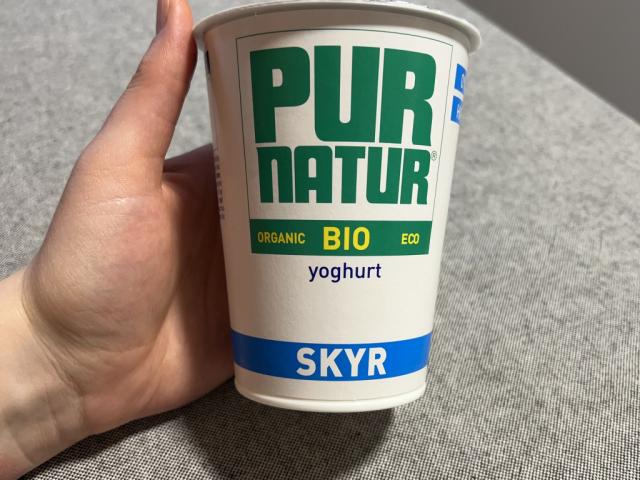 PUR
NATUR®
ORGANIC BIO ECO
yoghurt
SKYR